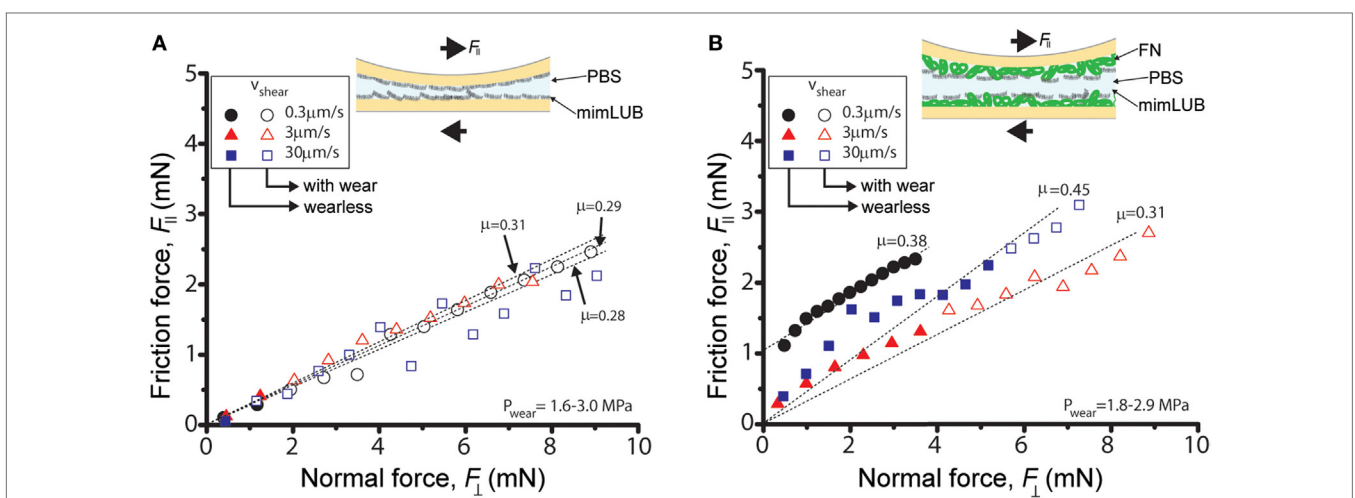 A
F∥
PBS
mimLUB
vshear
0.3μm/s
3μm/s
30μm/s
with wear
wearless
μ=0.31
μ=0.29
μ=0.28
Pwear= 1.6-3.0 MPa
5
4
3
2
1
0
0 2 4 6 8 10
Friction force, F∥ (mN)
Normal force, F⊥ (mN)
B
F∥
FN
PBS
mimLUB
vshear
0.3μm/s
3μm/s
30μm/s
with wear
wearless
μ=0.45
μ=0.31
μ=0.38
Pwear=1.8-2.9 MPa
5
4
3
2
1
0
0 2 4 6 8 10
Friction force, F∥ (mN)
Normal force, F⊥ (mN)